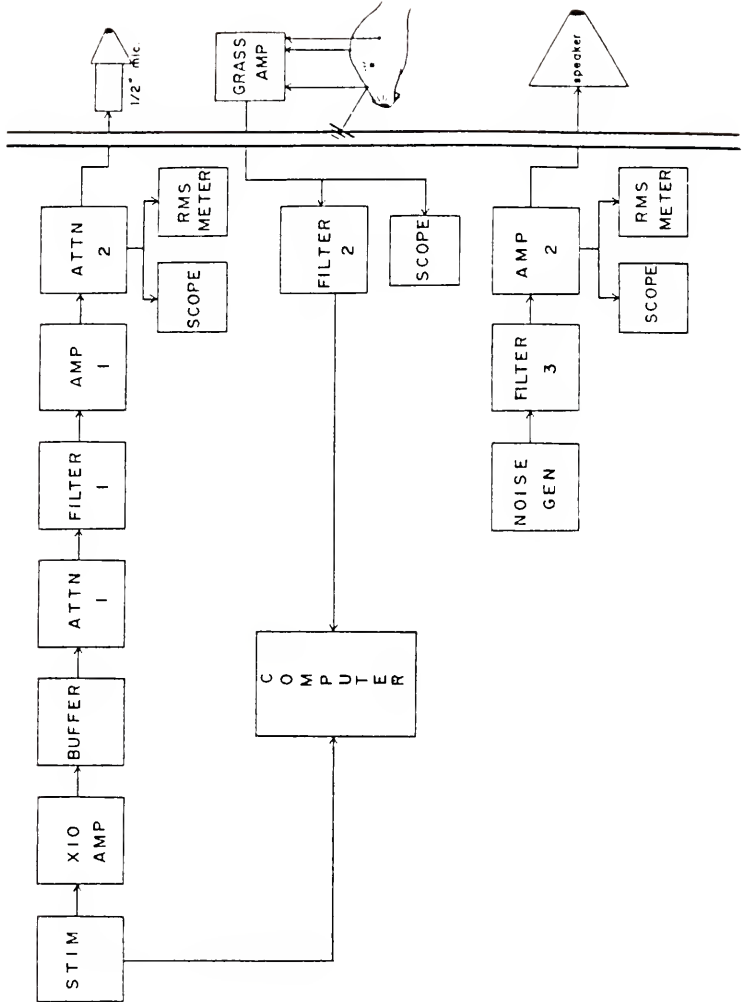 STIM
X10
AMP
BUFFER
ATTN
1
FILTER
1
AMP
1
ATTN
2
SCOPE
RMS
METER
1/2" mic.
COMPUTER
FILTER
2
SCOPE
GRASS
AMP
NOISE
GEN
FILTER
3
AMP
2
SCOPE
RMS
METER
speaker